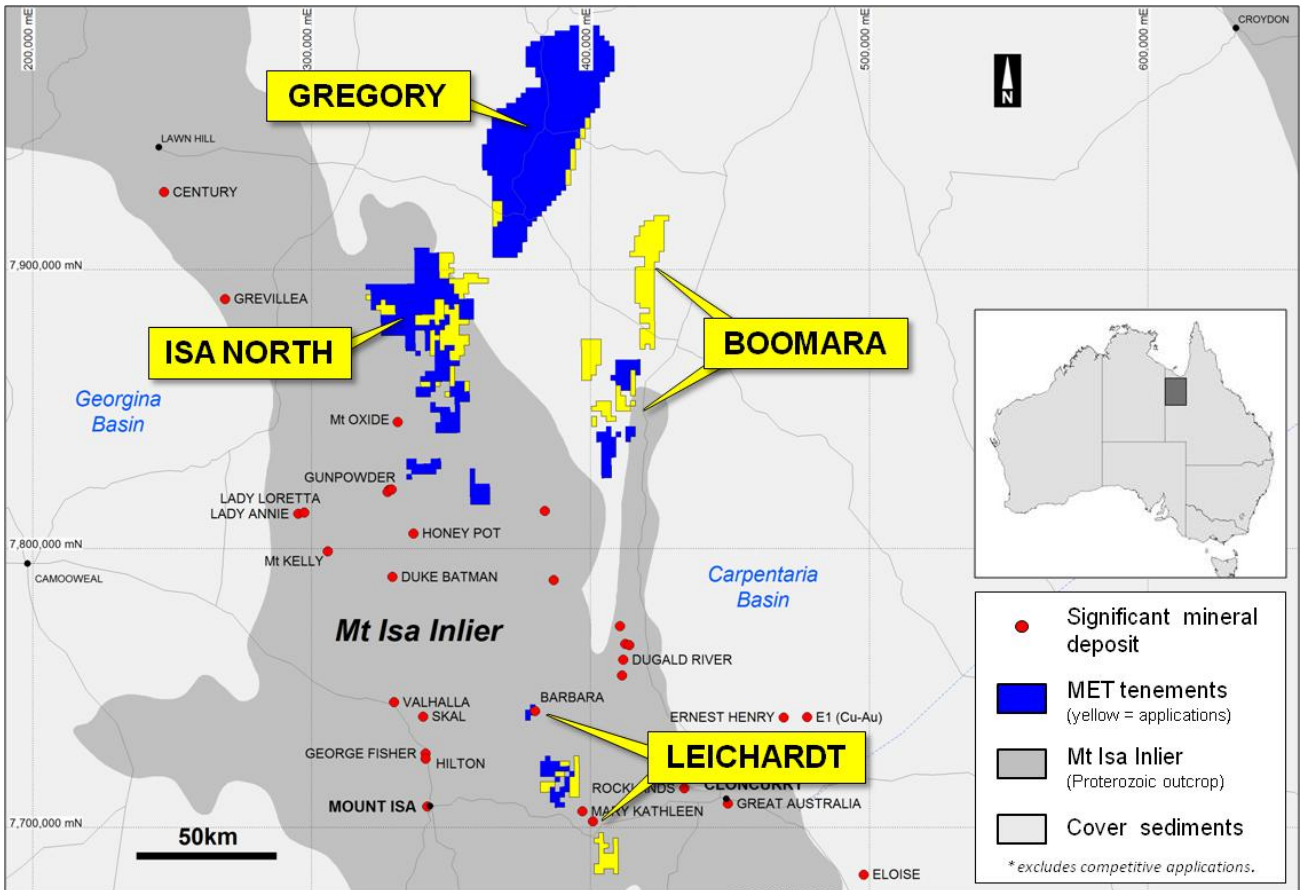 200,000 mE
300,000 mE
400,000 mE
500,000 mE
600,000 mE
CROYDON
N
GREGORY
LAWN HILL
CENTURY
7,900,000 mN
GREVILLEA
ISA NORTH
BOOMARA
Georgina
Basin
Mt OXIDE
GUNPOWDER
LADY LORETTA
LADY ANNIE
HONEY POT
7,800,000 mN
Mt KELLY
CAMOOWEAL
DUKE BATMAN
Carpentaria
Basin
Mt Isa Inlier
DUGALD RIVER
VALHALLA
BARBARA
SKAL
ERNEST HENRY
E1 (Cu-Au)
GEORGE FISHER
HILTON
LEICHARDT
ROCKLANDS
CLONCURRY
MOUNT ISA
MARY KATHLEEN
GREAT AUSTRALIA
7,700,000 mN
50km
ELOISE
Significant mineral
deposit
MET tenements
(yellow = applications)
Mt Isa Inlier
(Proterozoic outcrop)
Cover sediments
* excludes competitive applications.